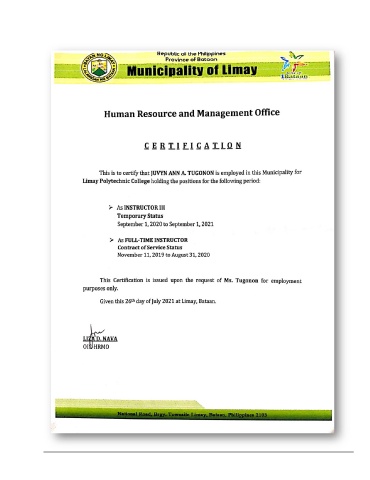 Republic of the Philippines
Province of Bataan
Municipality of Limay
Bataan
Human Resource and Management Office
CERTIFICATION
This is to certify that JUVYN ANN A. TUGONON is employed in this Municipality for
Limay Polytechnic College holding the positions for the following period:
➢ As INSTRUCTOR III
Temporary Status
September 1, 2020 to September 1, 2021
➢ As FULL-TIME INSTRUCTOR
Contract of Service Status
November 11, 2019 to August 31, 2020
This Certification is issued upon the request of Ms. Tugonon for employment
purposes only.
Given this 26th day of July 2021 at Limay, Bataan.
LIZA D. NAVA
OIC-HRMO
National Road, Brgy. Townsite Limay, Bataan, Philippines 2103